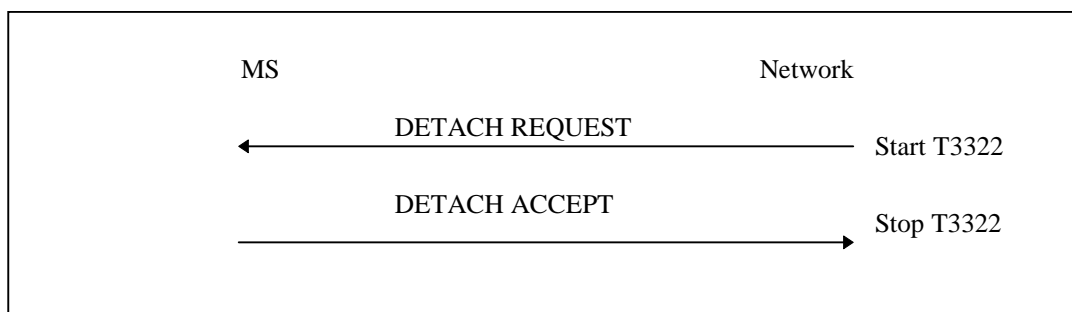 MS
Network
DETACH REQUEST
Start T3322
DETACH ACCEPT
Stop T3322